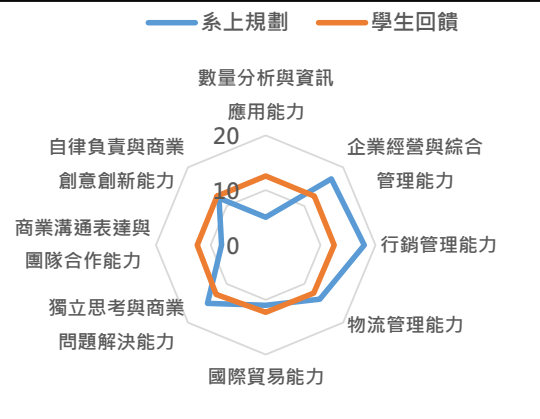 系上規劃 學生回饋
數量分析與資訊
應用能力
20
10
0
企業經營與綜合
管理能力
行銷管理能力
物流管理能力
國際貿易能力
獨立思考與商業
問題解決能力
商業溝通表達與
團隊合作能力
自律負責與商業
創意創新能力